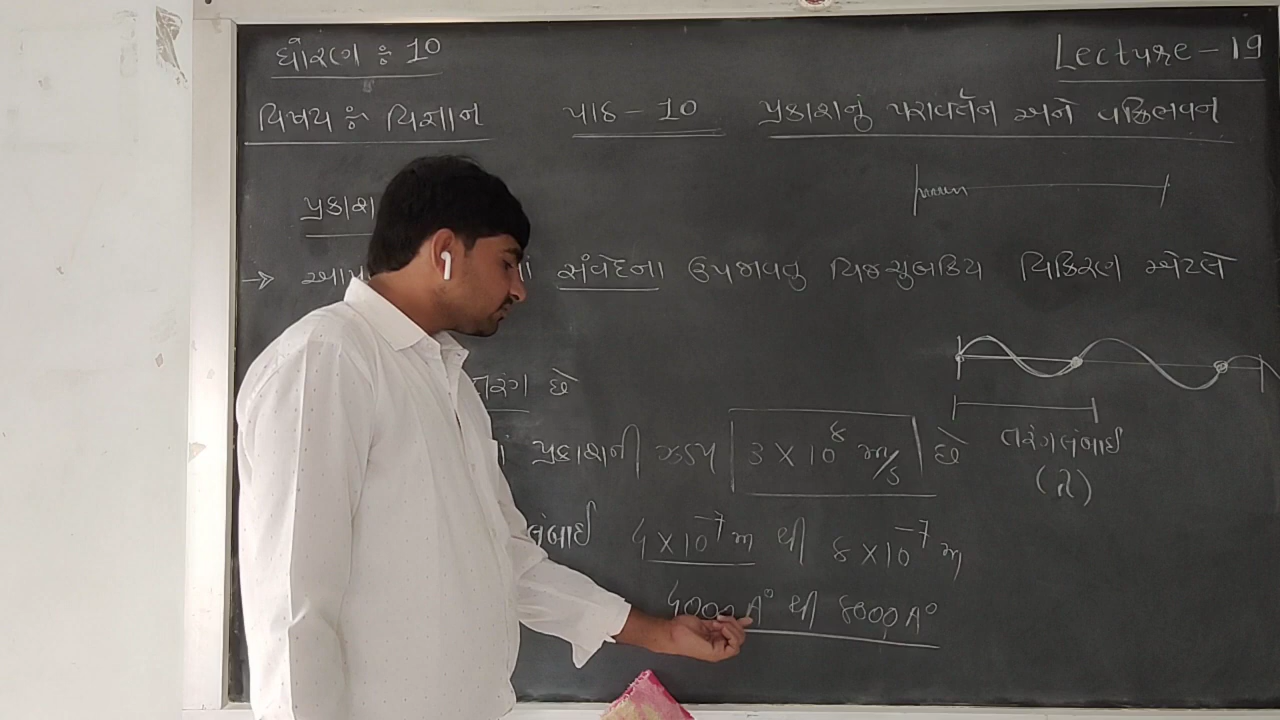 ધોરણ ઃ 10
Lecture - 19
વિષય ઃ વિજ્ઞાન પાઠ - 10 પ્રકાશનું પરાવર્તન અને વક્રિભવન
પ્રકાશ
→ સંવેદના ઉપજાવતુ વિજચુબકિય વિકિરણ એટલે
તરંગ છે
પ્રકાશની ઝડપ 3 X 10⁸ મ/s છે
તરંગલંબાઈ
(λ)
લંબાઈ 4 X 10⁻⁷ મ થી 8 X 10⁻⁷ મ
4000 A° થી 8000 A°